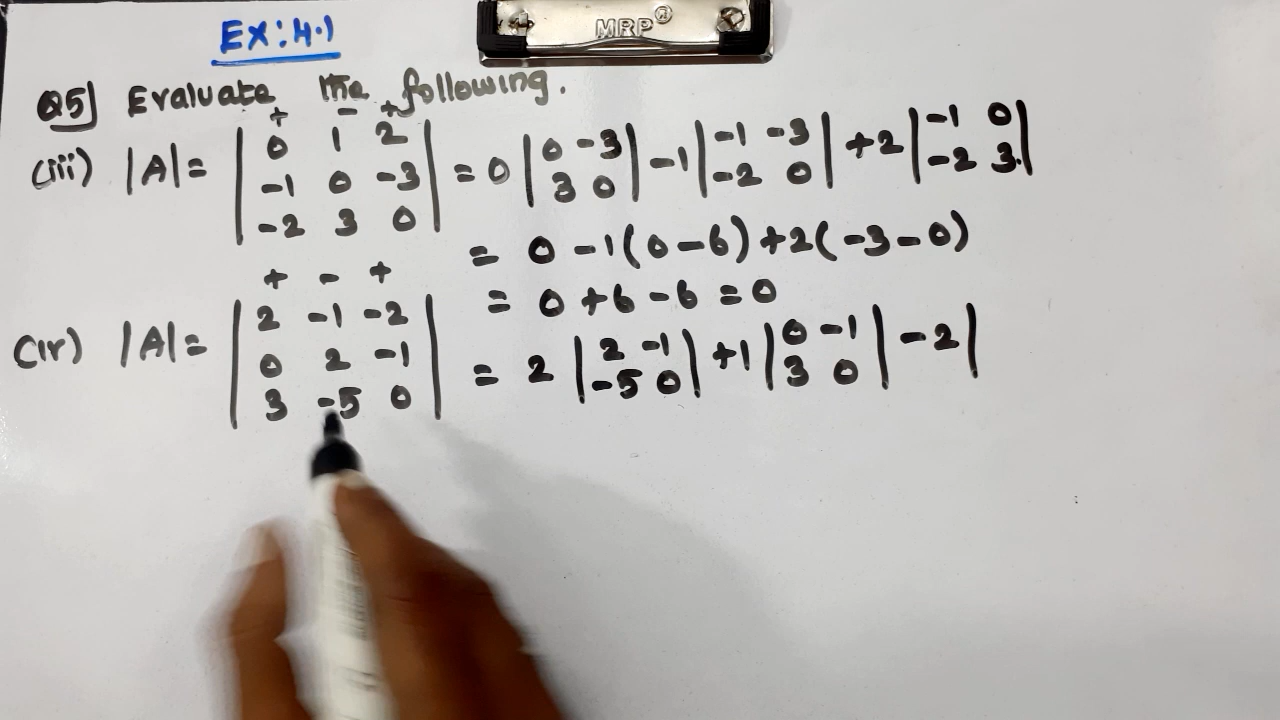 MRP®
EX:4.1
Q5] Evaluate the following.
+ - +
(iii) |A| = | 0 1 2 | = 0 | 0 -3 | -1 | -1 -3 | +2 | -1 0 |
| -1 0 -3 | | 3 0 | | -2 0 | | -2 3 |
| -2 3 0 |
= 0 -1(0-6)+2(-3-0)
= 0 +6-6=0
+ - +
(iv) |A| = | 2 -1 -2 | = 2 | 2 -1 | +1 | 0 -1 | -2 |
| 0 2 -1 | | -5 0 | | 3 0 |
| 3 -5 0 |